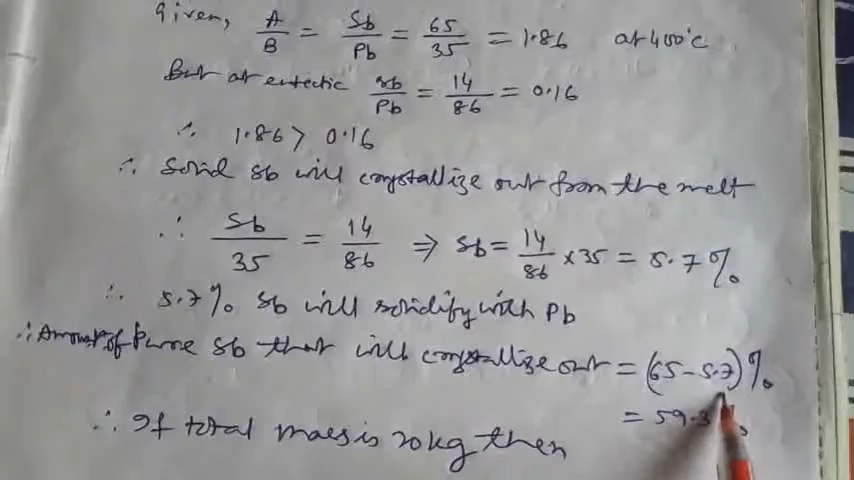 Given, A/B = Sb/Pb = 65/35 = 1.86 at 400°C
But at eutectic Sb/Pb = 14/86 = 0.16
∴ 1.86 > 0.16
∴ Solid Sb will crystallize out from the melt
∴ Sb/35 = 14/86 ⇒ Sb = 14/86 × 35 = 5.7%
∴ 5.7% Sb will solidify with Pb
∴ Amount of Pure Sb that will crystallize out = (65 - 5.7)%
= 59.3
∴ If total mass is 20 kg then